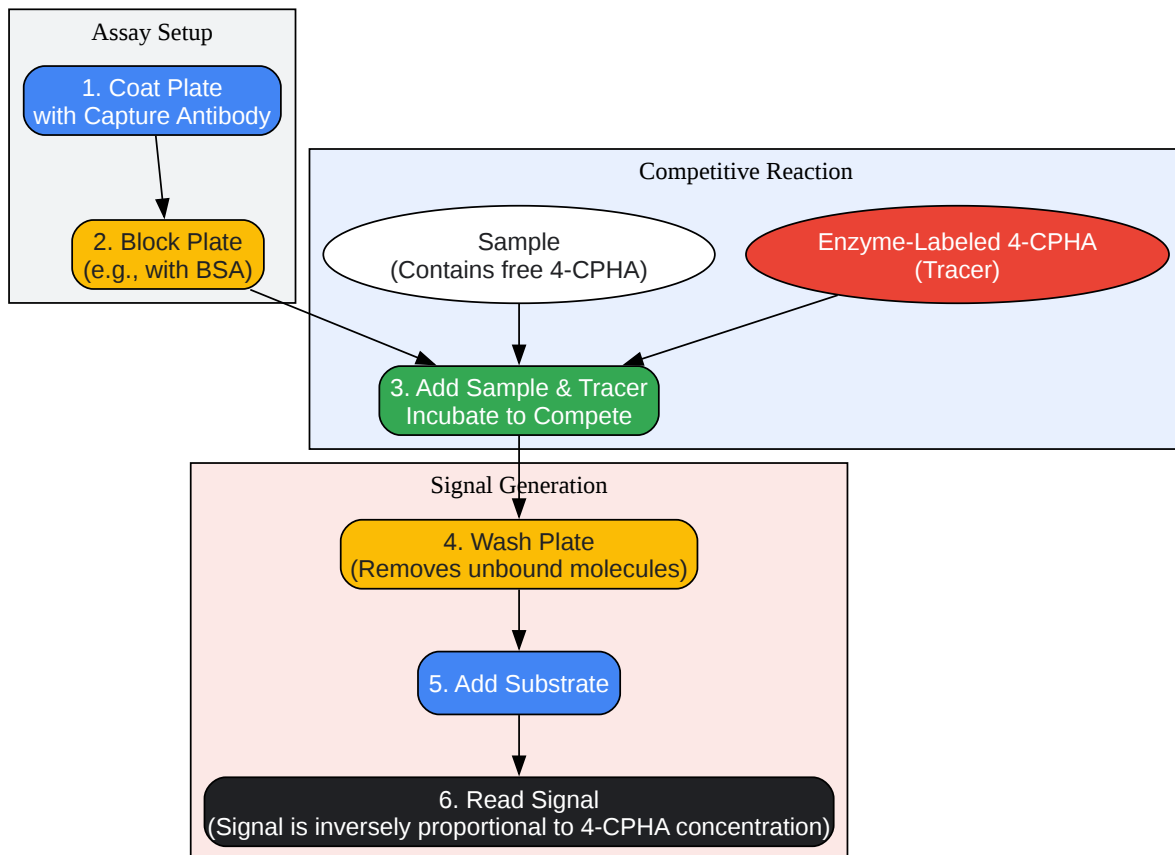 Assay Setup
1. Coat Plate
with Capture Antibody
2. Block Plate
(e.g., with BSA)
Competitive Reaction
Sample
(Contains free 4-CPHA)
Enzyme-Labeled 4-CPHA
(Tracer)
3. Add Sample & Tracer
Incubate to Compete
Signal Generation
4. Wash Plate
(Removes unbound molecules)
5. Add Substrate
6. Read Signal
(Signal is inversely proportional to 4-CPHA concentration)